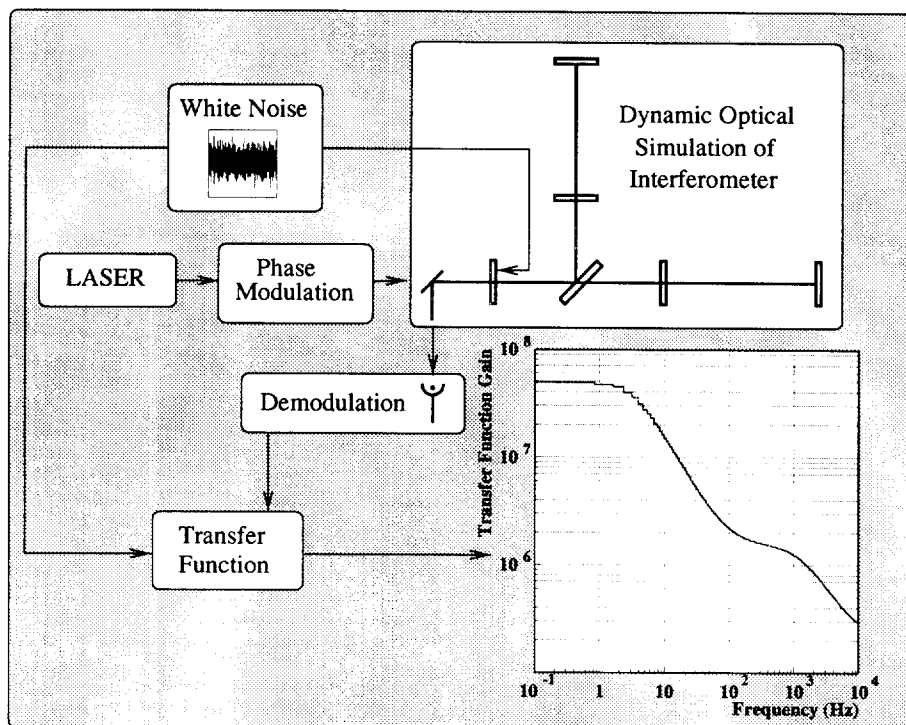 White Noise
Dynamic Optical
Simulation of
Interferometer
LASER
Phase
Modulation
Demodulation
Transfer
Function
Transfer Function Gain
10^8
10^7
10^6
10^-1
1
10
10^2
10^3
10^4
Frequency (Hz)